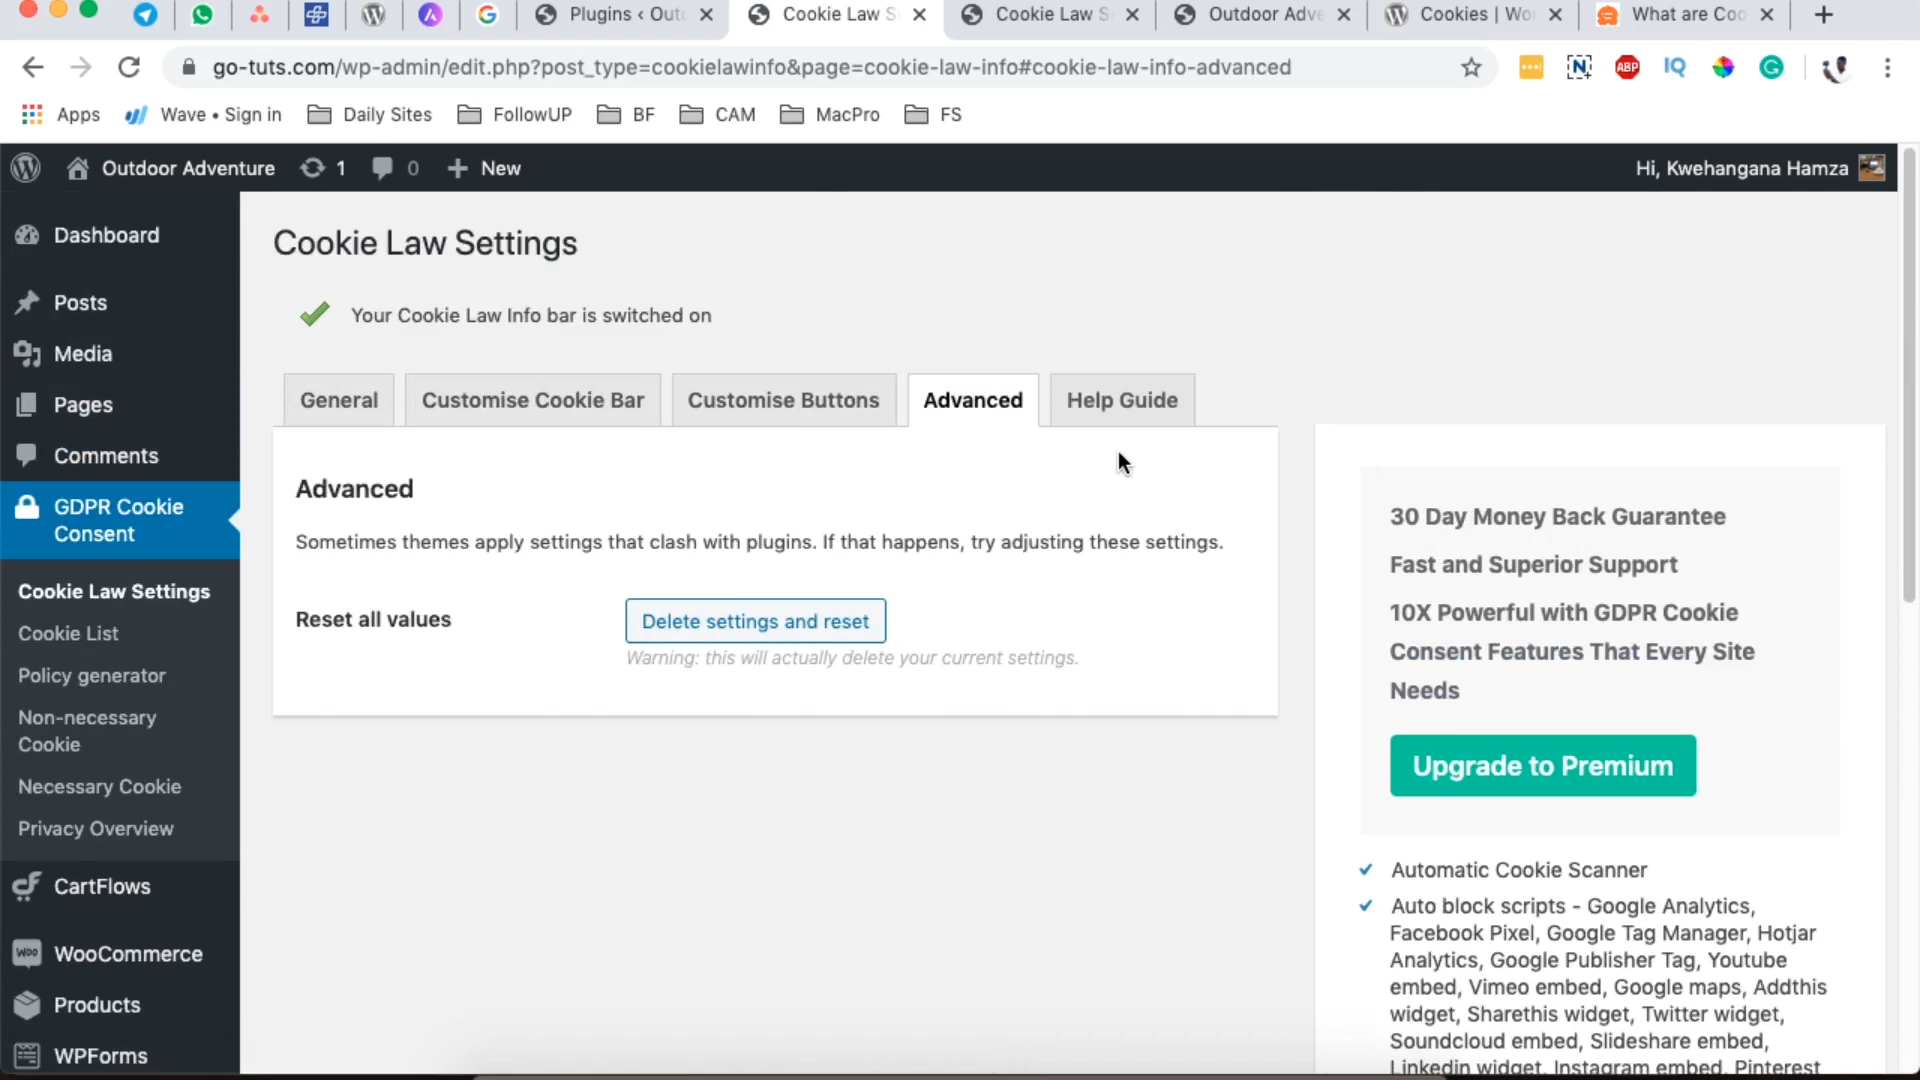 Plugins ‹ Out
Cookie Law S
Cookie Law S
Outdoor Adve
Cookies | Wo
What are Coo
go-tuts.com/wp-admin/edit.php?post_type=cookielawinfo&page=cookie-law-info#cookie-law-info-advanced
ABP
IQ
Apps
Wave • Sign in
Daily Sites
FollowUP
BF
CAM
MacPro
FS
Outdoor Adventure
1
0
New
Hi, Kwehangana Hamza
Dashboard
Posts
Media
Pages
Comments
GDPR Cookie
Consent
Cookie Law Settings
Cookie List
Policy generator
Non-necessary
Cookie
Necessary Cookie
Privacy Overview
CartFlows
WooCommerce
Products
WPForms
Cookie Law Settings
Your Cookie Law Info bar is switched on
General
Customise Cookie Bar
Customise Buttons
Advanced
Help Guide
Advanced
Sometimes themes apply settings that clash with plugins. If that happens, try adjusting these settings.
Reset all values
Delete settings and reset
Warning: this will actually delete your current settings.
30 Day Money Back Guarantee
Fast and Superior Support
10X Powerful with GDPR Cookie
Consent Features That Every Site
Needs
Upgrade to Premium
Automatic Cookie Scanner
Auto block scripts - Google Analytics,
Facebook Pixel, Google Tag Manager, Hotjar
Analytics, Google Publisher Tag, Youtube
embed, Vimeo embed, Google maps, Addthis
widget, Sharethis widget, Twitter widget,
Soundcloud embed, Slideshare embed,
Linkedin widget, Instagram embed, Pinterest